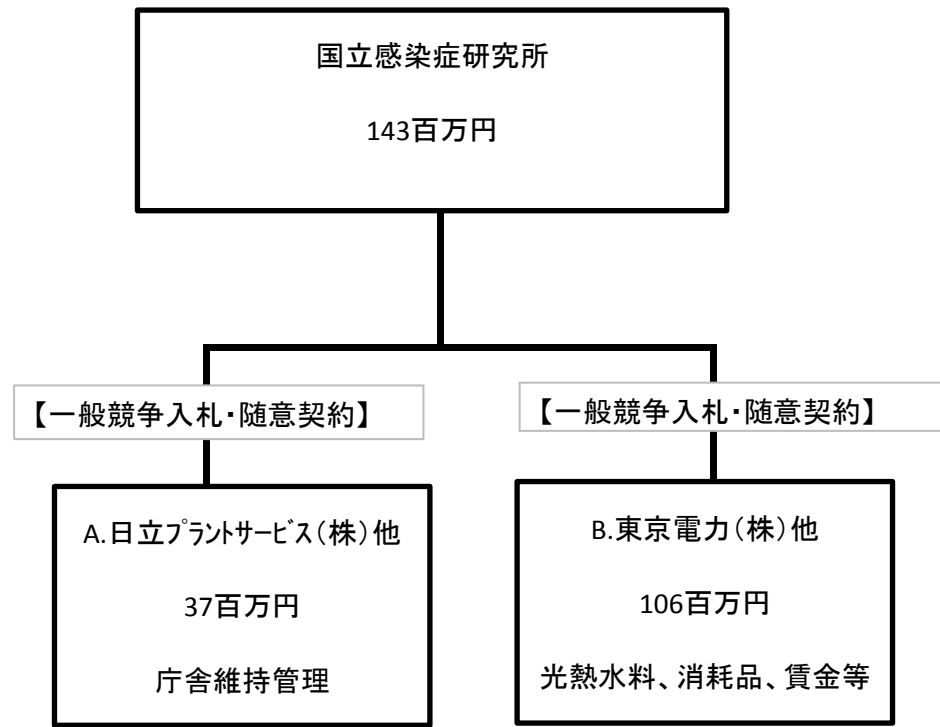 国立感染症研究所
143百万円
【一般競争入札・随意契約】
【一般競争入札・随意契約】
A.日立プラントサービス(株)他
37百万円
庁舎維持管理
B.東京電力(株)他
106百万円
光熱水料、消耗品、賃金等